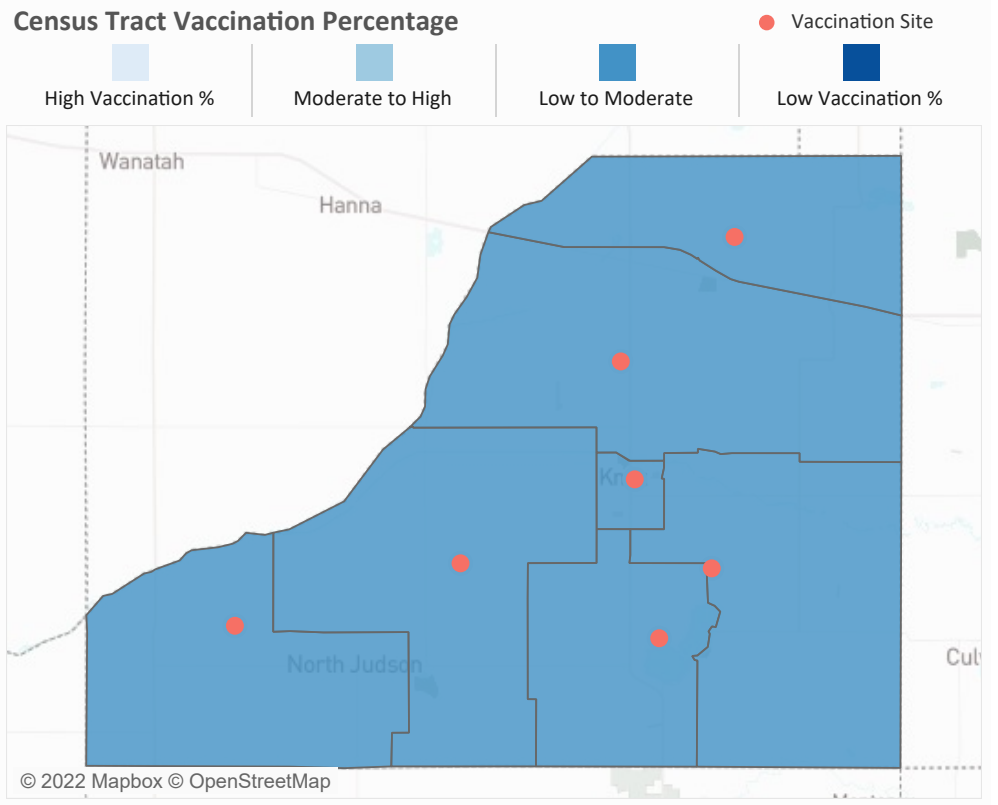 Census Tract Vaccination Percentage
Vaccination Site
High Vaccination %
Moderate to High
Low to Moderate
Low Vaccination %
Wanatah
Hanna
North Judson
© 2022 Mapbox © OpenStreetMap